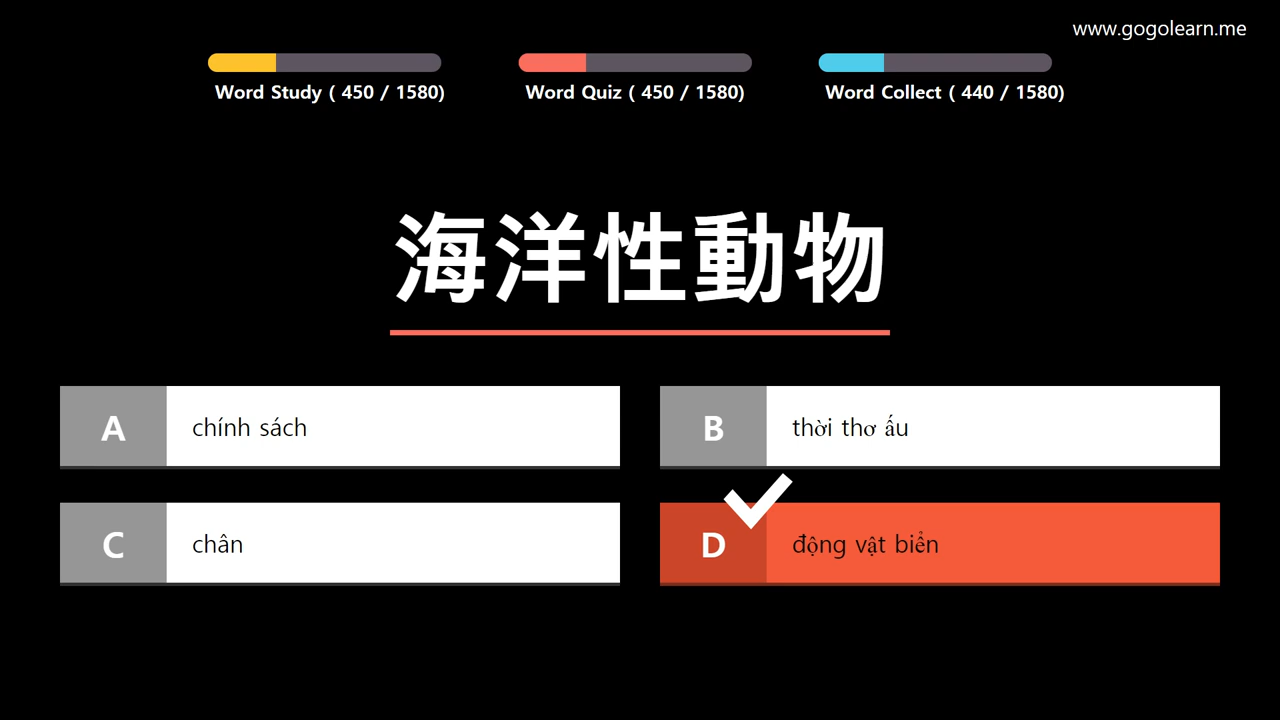 www.gogolearn.me
Word Study ( 450 / 1580)
Word Quiz ( 450 / 1580)
Word Collect ( 440 / 1580)
海洋性動物
A chính sách
B thời thơ ấu
C chân
D động vật biển